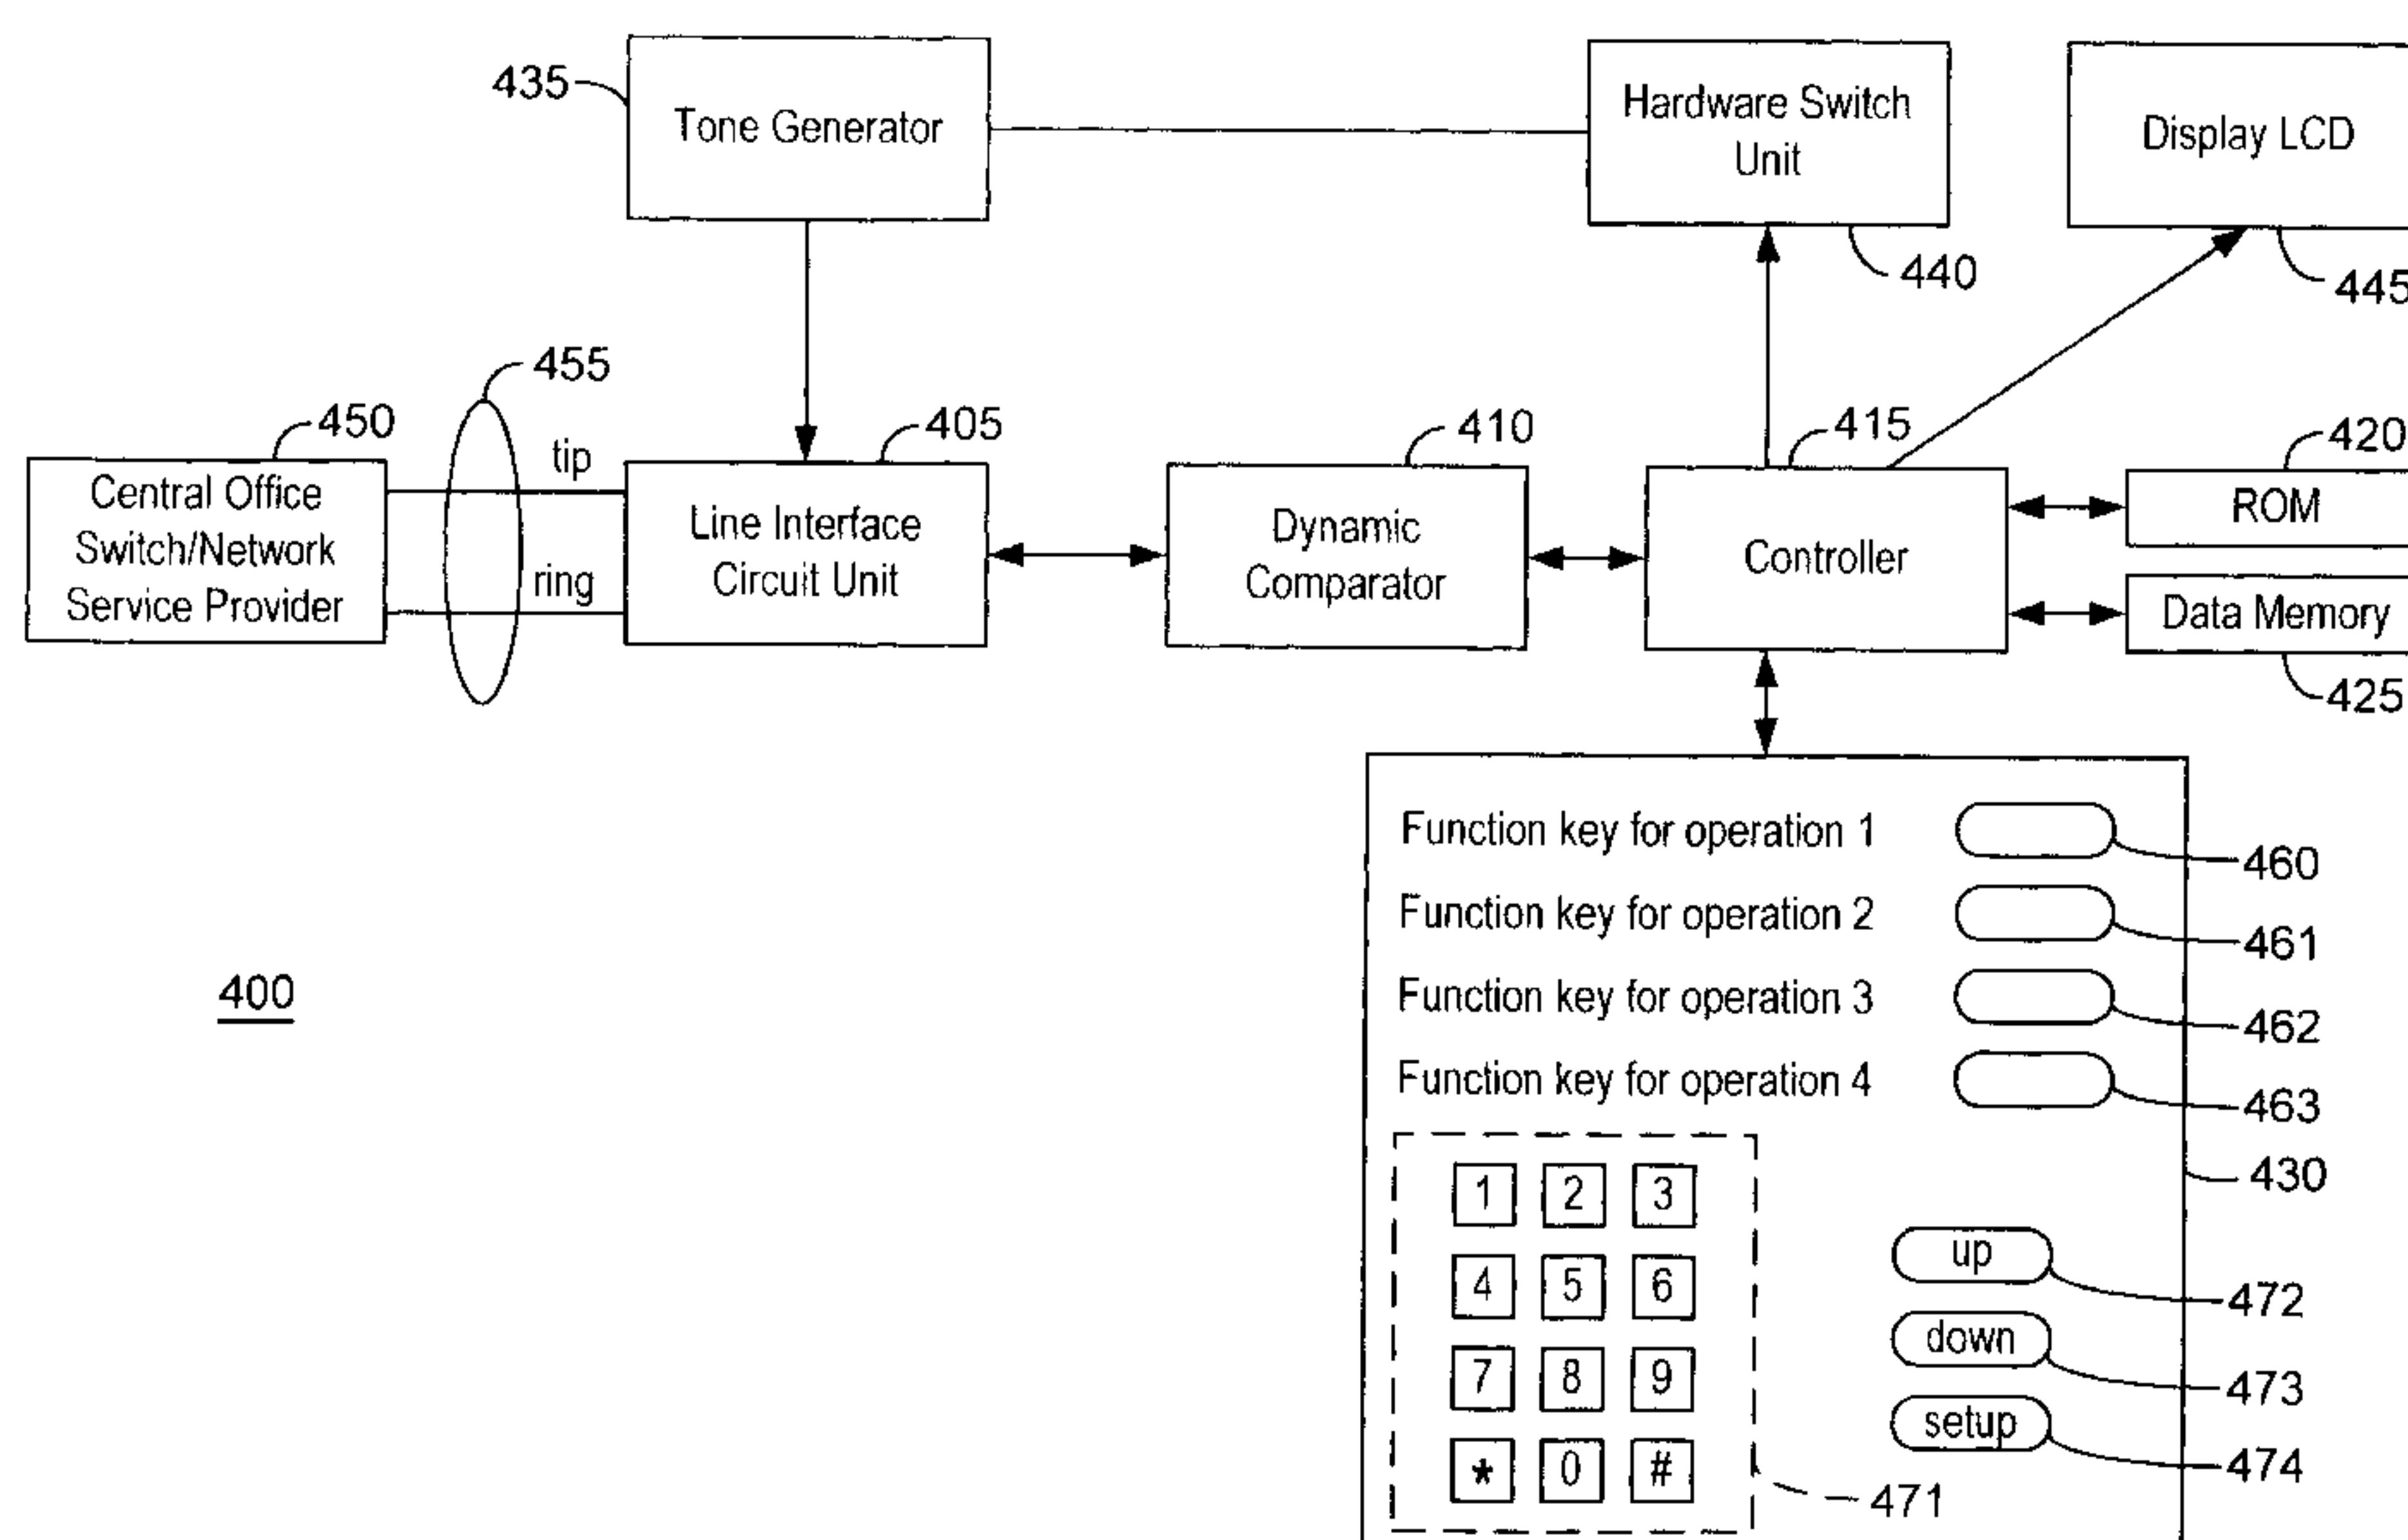 435
Tone Generator
Hardware Switch
Unit
440
Display LCD
445
455
450
tip
ring
Central Office
Switch/Network
Service Provider
405
Line Interface
Circuit Unit
410
Dynamic
Comparator
415
Controller
420
ROM
Data Memory
425
400
Function key for operation 1
460
Function key for operation 2
461
Function key for operation 3
462
Function key for operation 4
463
430
1 2 3
4 5 6
7 8 9
* 0 #
471
up
472
down
473
setup
474